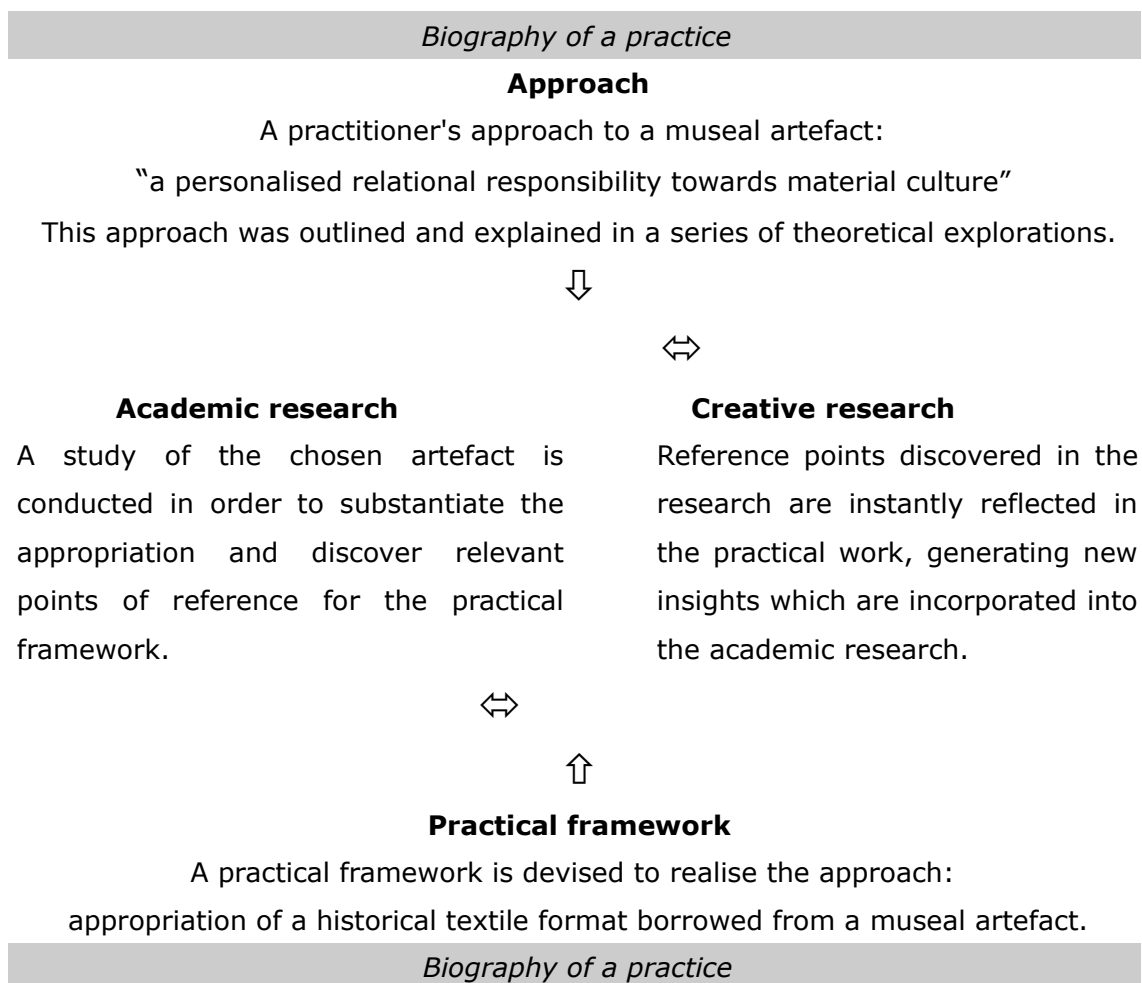 Biography of a practice
Approach
A practitioner's approach to a museal artefact:
“a personalised relational responsibility towards material culture”
This approach was outlined and explained in a series of theoretical explorations.
⇩
⬄
Academic research
A study of the chosen artefact is
conducted in order to substantiate the
appropriation and discover relevant
points of reference for the practical
framework.
Creative research
Reference points discovered in the
research are instantly reflected in
the practical work, generating new
insights which are incorporated into
the academic research.
⬄
⇧
Practical framework
A practical framework is devised to realise the approach:
appropriation of a historical textile format borrowed from a museal artefact.
Biography of a practice